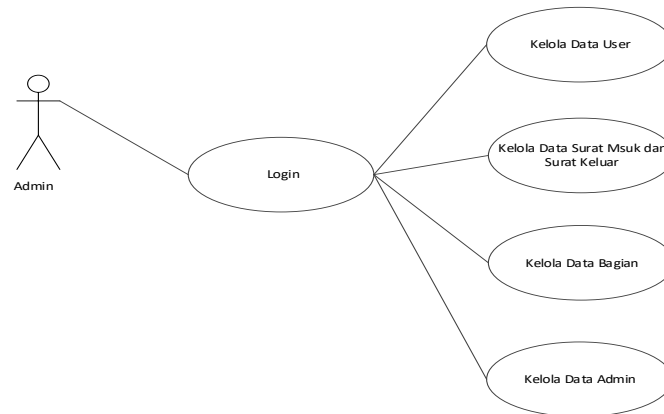 Kelola Data User
Kelola Data Surat Msuk dan
Surat Keluar
Login
Admin
Kelola Data Bagian
Kelola Data Admin